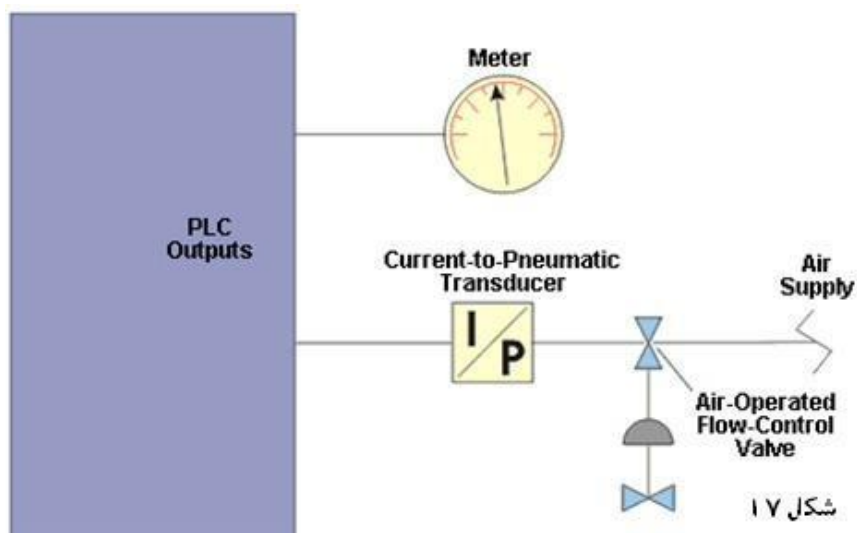 Meter
PLC
Outputs
Current-to-Pneumatic
Transducer
Air
Supply
I
P
Air-Operated
Flow-Control
Valve
شکل ۱۷